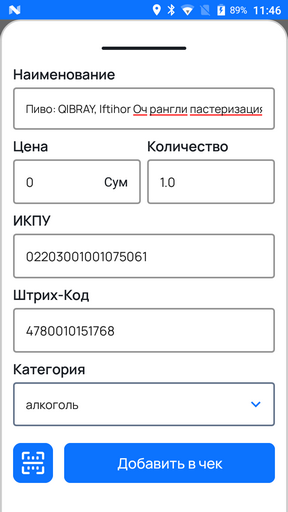 89% 11:46
Наименование
Пиво: QIBRAY, Iftihor Оч рангли пастеризация
Цена Количество
0 Сум 1.0
ИКПУ
02203001001075061
Штрих-Код
4780010151768
Категория
алкоголь
Добавить в чек